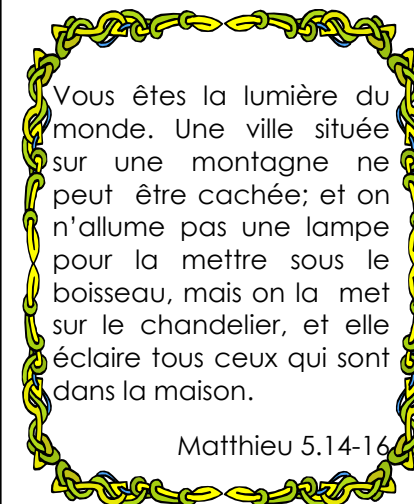 Vous êtes la lumière du
monde. Une ville située
sur une montagne ne
peut être cachée; et on
n’allume pas une lampe
pour la mettre sous le
boisseau, mais on la met
sur le chandelier, et elle
éclaire tous ceux qui sont
dans la maison.
Matthieu 5.14-16